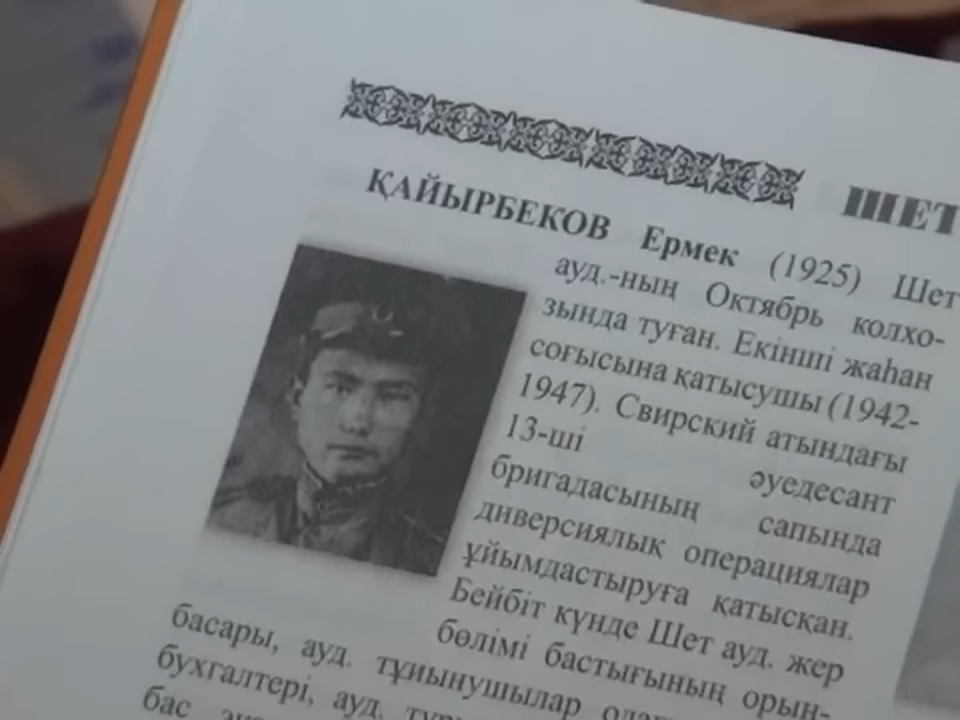 ШЕТ
ҚАЙЫРБЕКОВ Ермек (1925) Шет
ауд.-ның Октябрь колхо-
зында туған. Екінші жаһан
соғысына қатысушы (1942-
1947). Свирский атындағы
13-ші әуедесант
бригадасының сапында
диверсиялық операциялар
ұйымдастыруға қатысқан.
Бейбіт күнде Шет ауд. жер
бөлімі бастығының орын-
басары, ауд. тұтынушылар
бухгалтері, ауд.
бас